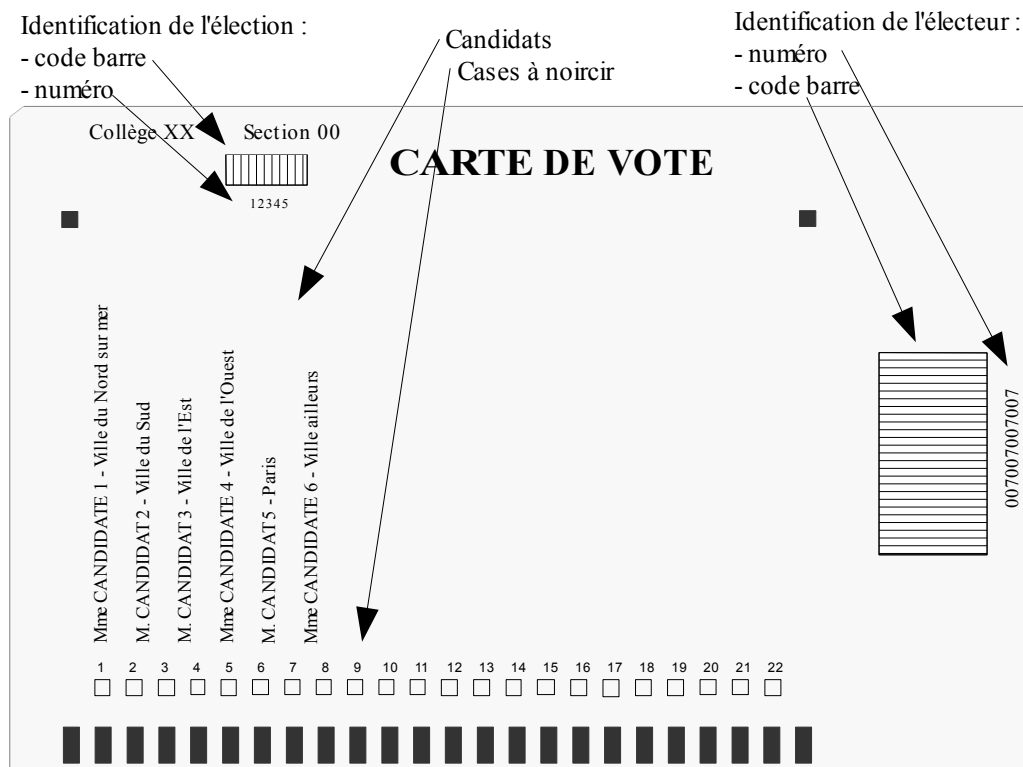 Identification de l'élection :
- code barre
- numéro
Candidats
Cases à noircir
Identification de l'électeur :
- numéro
- code barre
Collège XX Section 00
12345
CARTE DE VOTE
Mme CANDIDATE 1 - Ville du Nord sur mer
M. CANDIDAT 2 - Ville du Sud
M. CANDIDAT 3 - Ville de l'Est
Mme CANDIDATE 4 - Ville de l'Ouest
M. CANDIDAT 5 - Paris
Mme CANDIDATE 6 - Ville ailleurs
007007007007
1 2 3 4 5 6 7 8 9 10 11 12 13 14 15 16 17 18 19 20 21 22